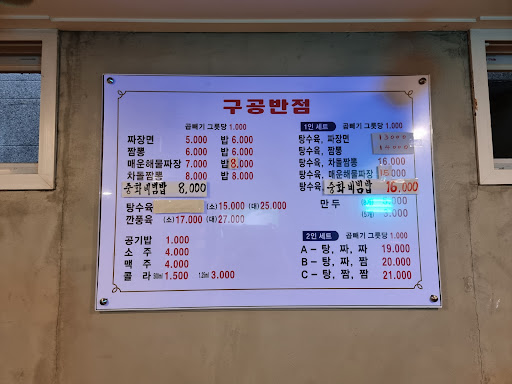 구공반점
곱빼기 그릇당 1.000
짜장면 5.000 밥 6.000
짬뽕 6.000 밥 6.000
매운해물짜장 7.000 밥 8,000
차돌짬뽕 8.000 밥 8.000
중화비빔밥 8,000
탕수육 (소)15.000 (대)25.000
깐풍육 (소)17.000 (대)27.000
공기밥 1.000
소 주 4.000
맥 주 4.000
콜 라 500ml 1.500 1.25ml 3.000
1인 세트 곱빼기 그릇당 1.000
탕수육, 짜장면
탕수육, 짬뽕
탕수육, 차돌짬뽕 16,000
탕수육, 매운해물짜장
탕수육, 중화비빔밥 16,000
만 두
(5개)
2인 세트 곱빼기 그릇당 1.000
A – 탕, 짜, 짜 19.000
B – 탕, 짜, 짬 20.000
C – 탕, 짬, 짬 21.000